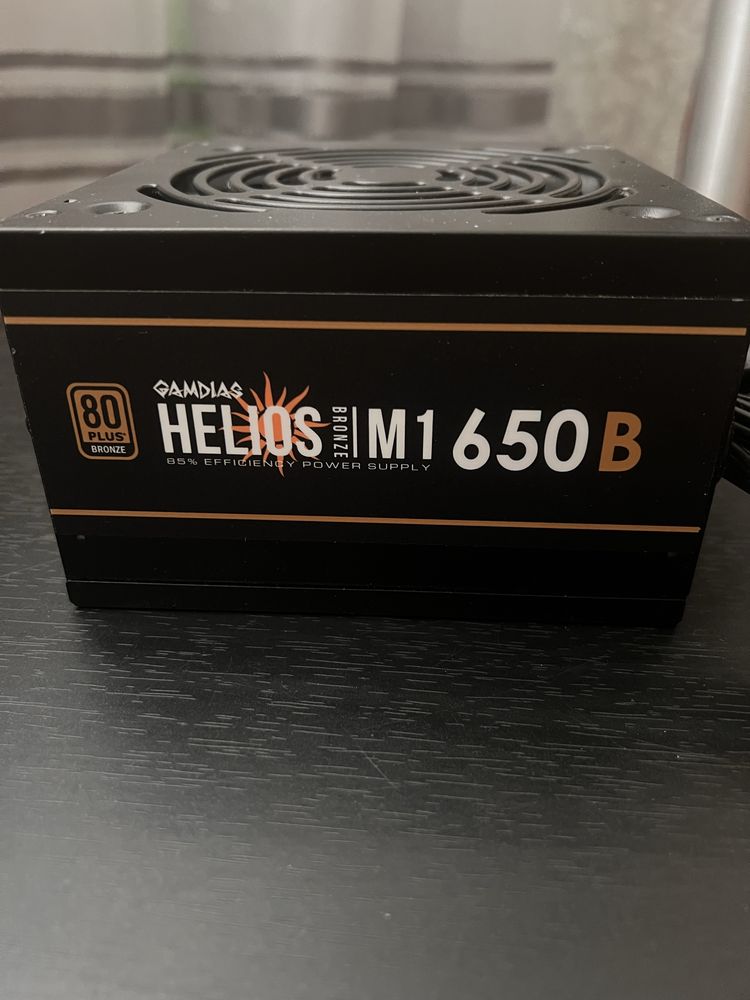 80
PLUS
BRONZE
GAMDIAS
HELIOS BRONZE M1 650B
85% EFFICIENCY POWER SUPPLY